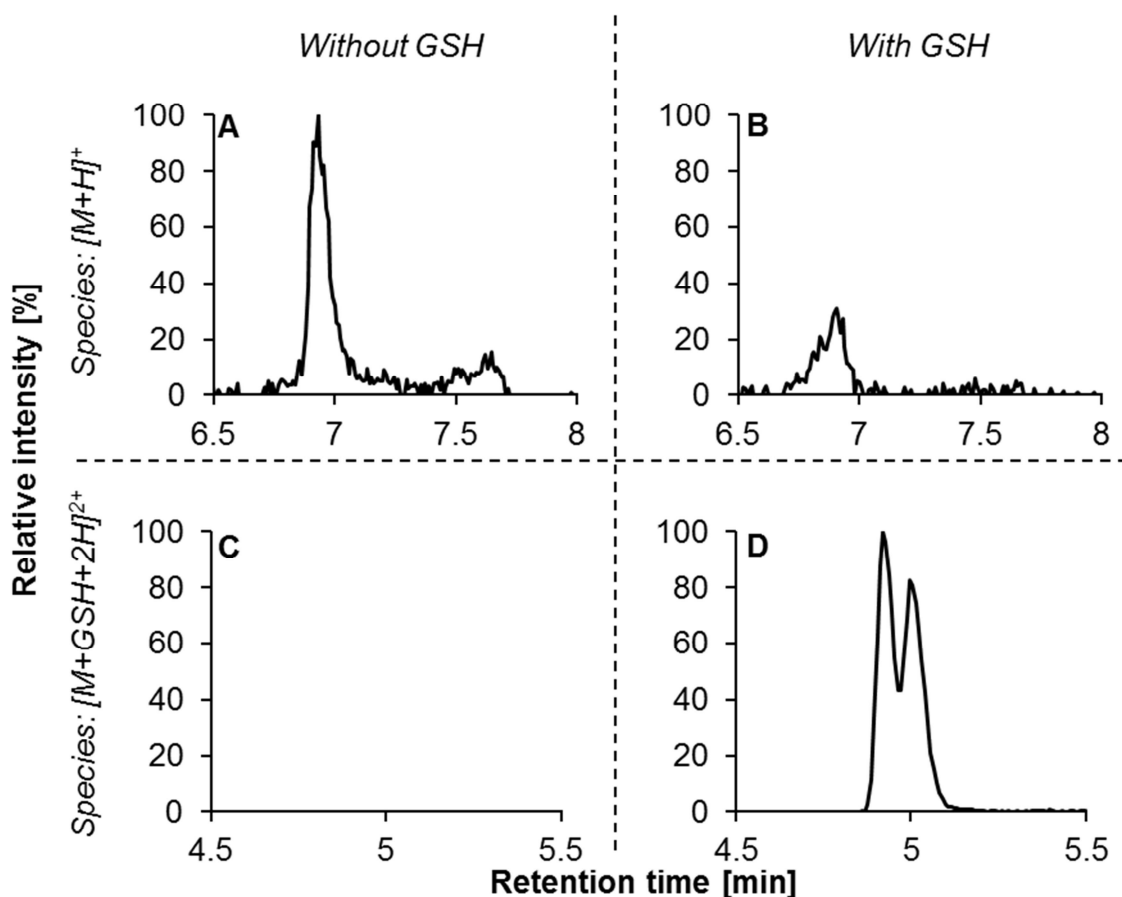 Without GSH
With GSH
Relative intensity [%]
Species: [M+H]+
A
100
80
60
40
20
0
6.5 7 7.5 8
B
100
80
60
40
20
0
6.5 7 7.5 8
Species: [M+GSH+2H]2+
C
100
80
60
40
20
0
4.5 5 5.5
D
100
80
60
40
20
0
4.5 5 5.5
Retention time [min]